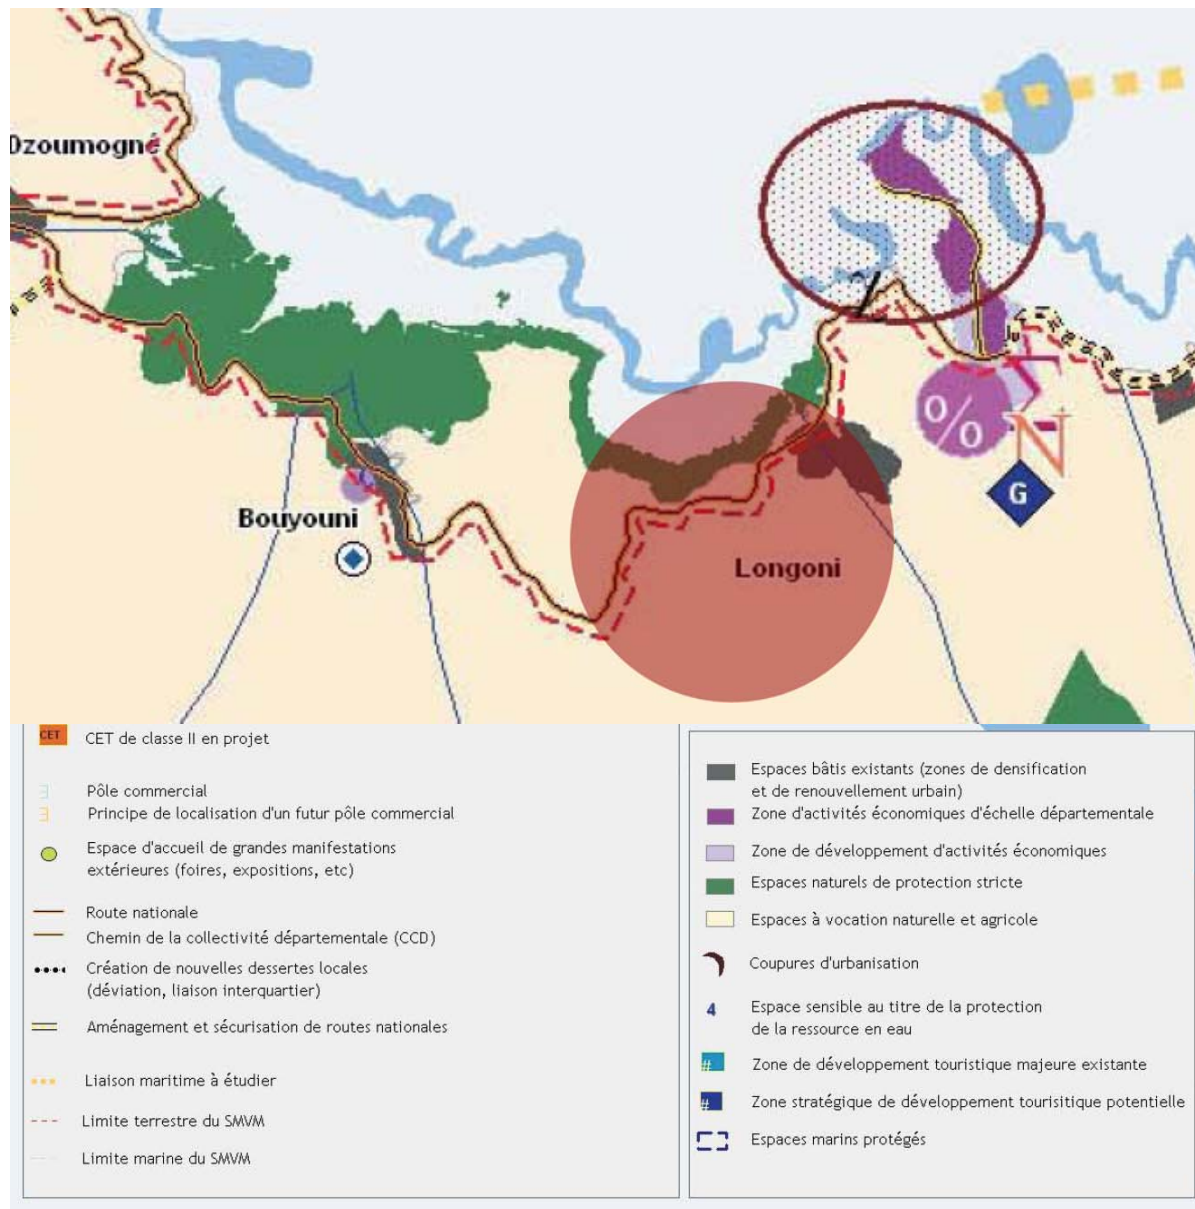 Dzoumogné
%
N
G
Bouyouni
Longoni
CET
CET de classe II en projet
Pôle commercial
Principe de localisation d'un futur pôle commercial
Espace d'accueil de grandes manifestations
extérieures (foires, expositions, etc)
Route nationale
Chemin de la collectivité départementale (CCD)
Création de nouvelles dessertes locales
(déviation, liaison interquartier)
Aménagement et sécurisation de routes nationales
Liaison maritime à étudier
Limite terrestre du SMVM
Limite marine du SMVM
Espaces bâtis existants (zones de densification
et de renouvellement urbain)
Zone d'activités économiques d'échelle départementale
Zone de développement d'activités économiques
Espaces naturels de protection stricte
Espaces à vocation naturelle et agricole
Coupures d'urbanisation
4
Espace sensible au titre de la protection
de la ressource en eau
#
Zone de développement touristique majeure existante
#
Zone stratégique de développement tourisitique potentielle
Espaces marins protégés